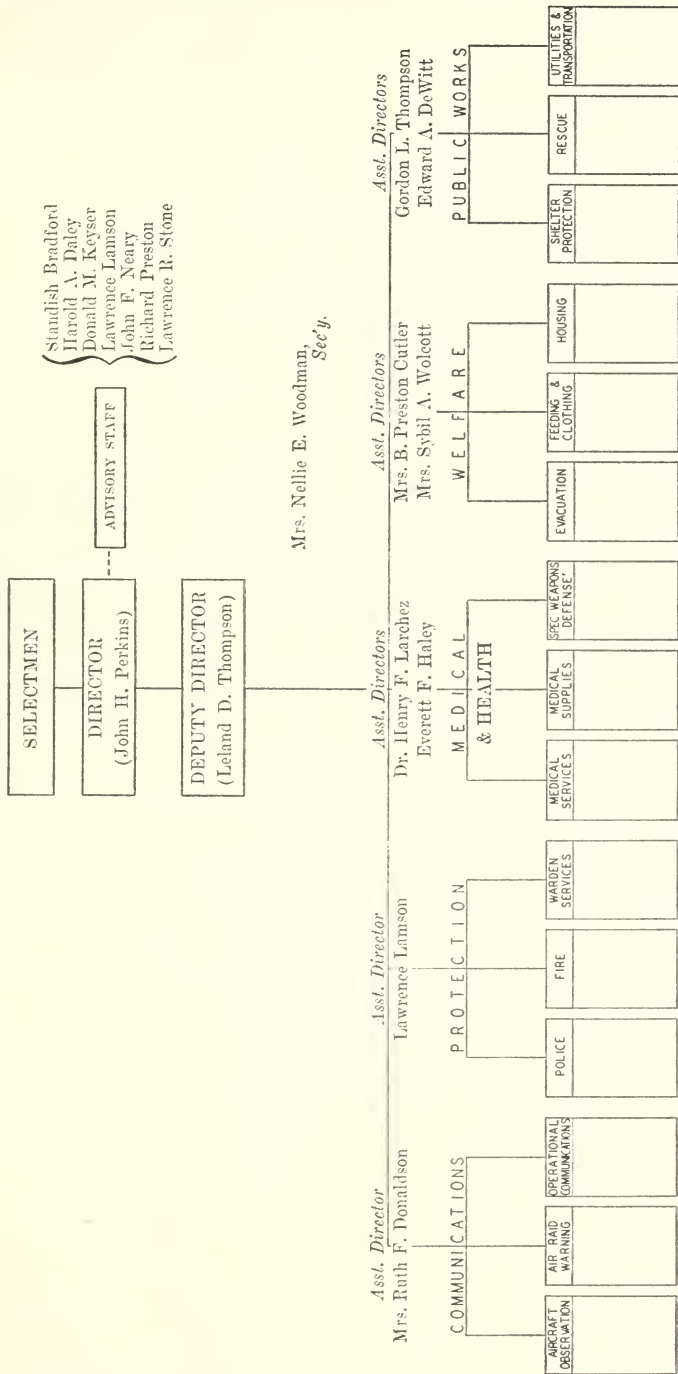 SELECTMEN
DIRECTOR
(John H. Perkins)
ADVISORY STAFF
Standish Bradford
Harold A. Daley
Donald M. Keyser
Lawrence Lamson
John F. Neary
Richard Preston
Lawrence R. Stone
DEPUTY DIRECTOR
(Leland D. Thompson)
Mrs. Nellie E. Woodman,
Sec'y.
Asst. Director
Mrs. Ruth F. Donaldson
COMMUNICATIONS
AIRCRAFT
OBSERVATION
AIR RAID
WARNING
OPERATIONAL
COMMUNICATIONS
Asst. Director
Lawrence Lamson
PROTECTION
POLICE
FIRE
WARDEN
SERVICES
Asst. Directors
Dr. Henry F. Larchez
Everett F. Haley
MEDICAL
& HEALTH
MEDICAL
SERVICES
MEDICAL
SUPPLIES
SPEC WEAPONS
DEFENSE'
Asst. Directors
Mrs. B. Preston Cutler
Mrs. Sybil A. Wolcott
WELFARE
EVACUATION
FEEDING &
CLOTHING
HOUSING
Asst. Directors
Gordon L. Thompson
Edward A. DeWitt
PUBLIC WORKS
SHELTER
PROTECTION
RESCUE
UTILITIES &
TRANSPORTATION